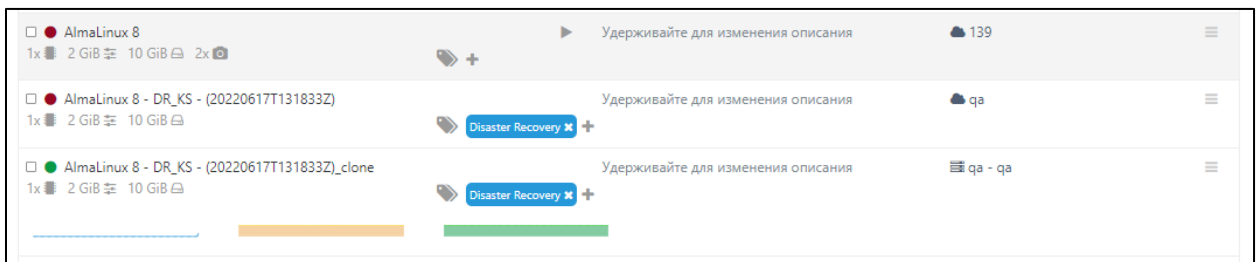 AlmaLinux 8 Удерживайте для изменения описания 139
1x 2 GiB 10 GiB 2x
AlmaLinux 8 - DR_KS - (20220617T131833Z) Удерживайте для изменения описания qa
1x 2 GiB 10 GiB Disaster Recovery
AlmaLinux 8 - DR_KS - (20220617T131833Z)_clone Удерживайте для изменения описания qa - qa
1x 2 GiB 10 GiB Disaster Recovery